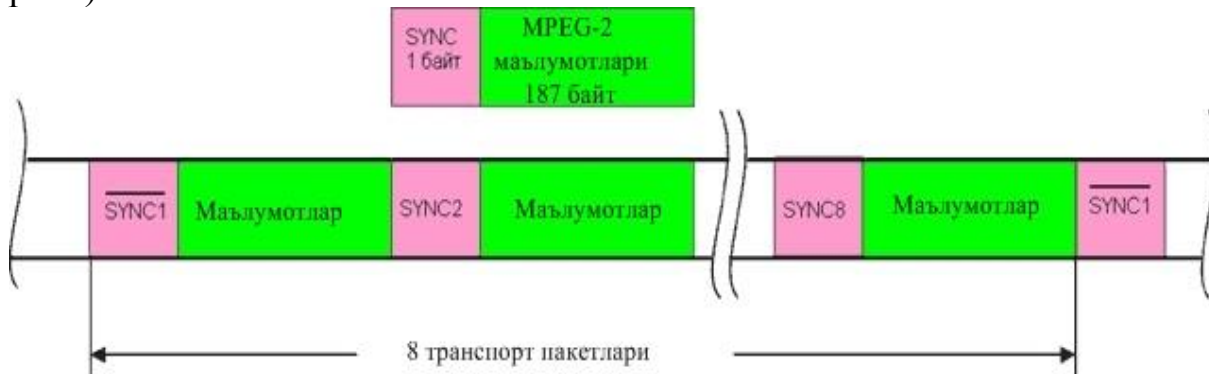 SYNC
1 байт
MPEG-2
маълумотлари
187 байт
SYNC1 Маълумотлар SYNC2 Маълумотлар SYNC8 Маълумотлар SYNC1
8 транспорт пакетлари